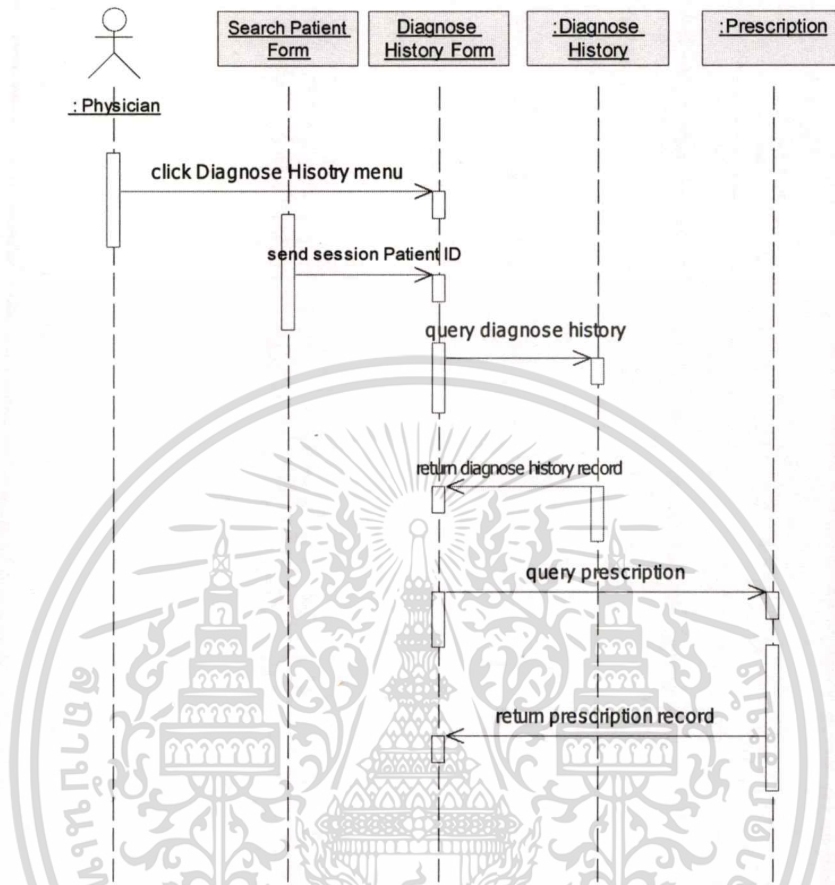 Search Patient
Form
Diagnose
History Form
:Diagnose
History
:Prescription
: Physician
click Diagnose Hisotry menu
send session Patient ID
query diagnose history
return diagnose history record
query prescription
return prescription record